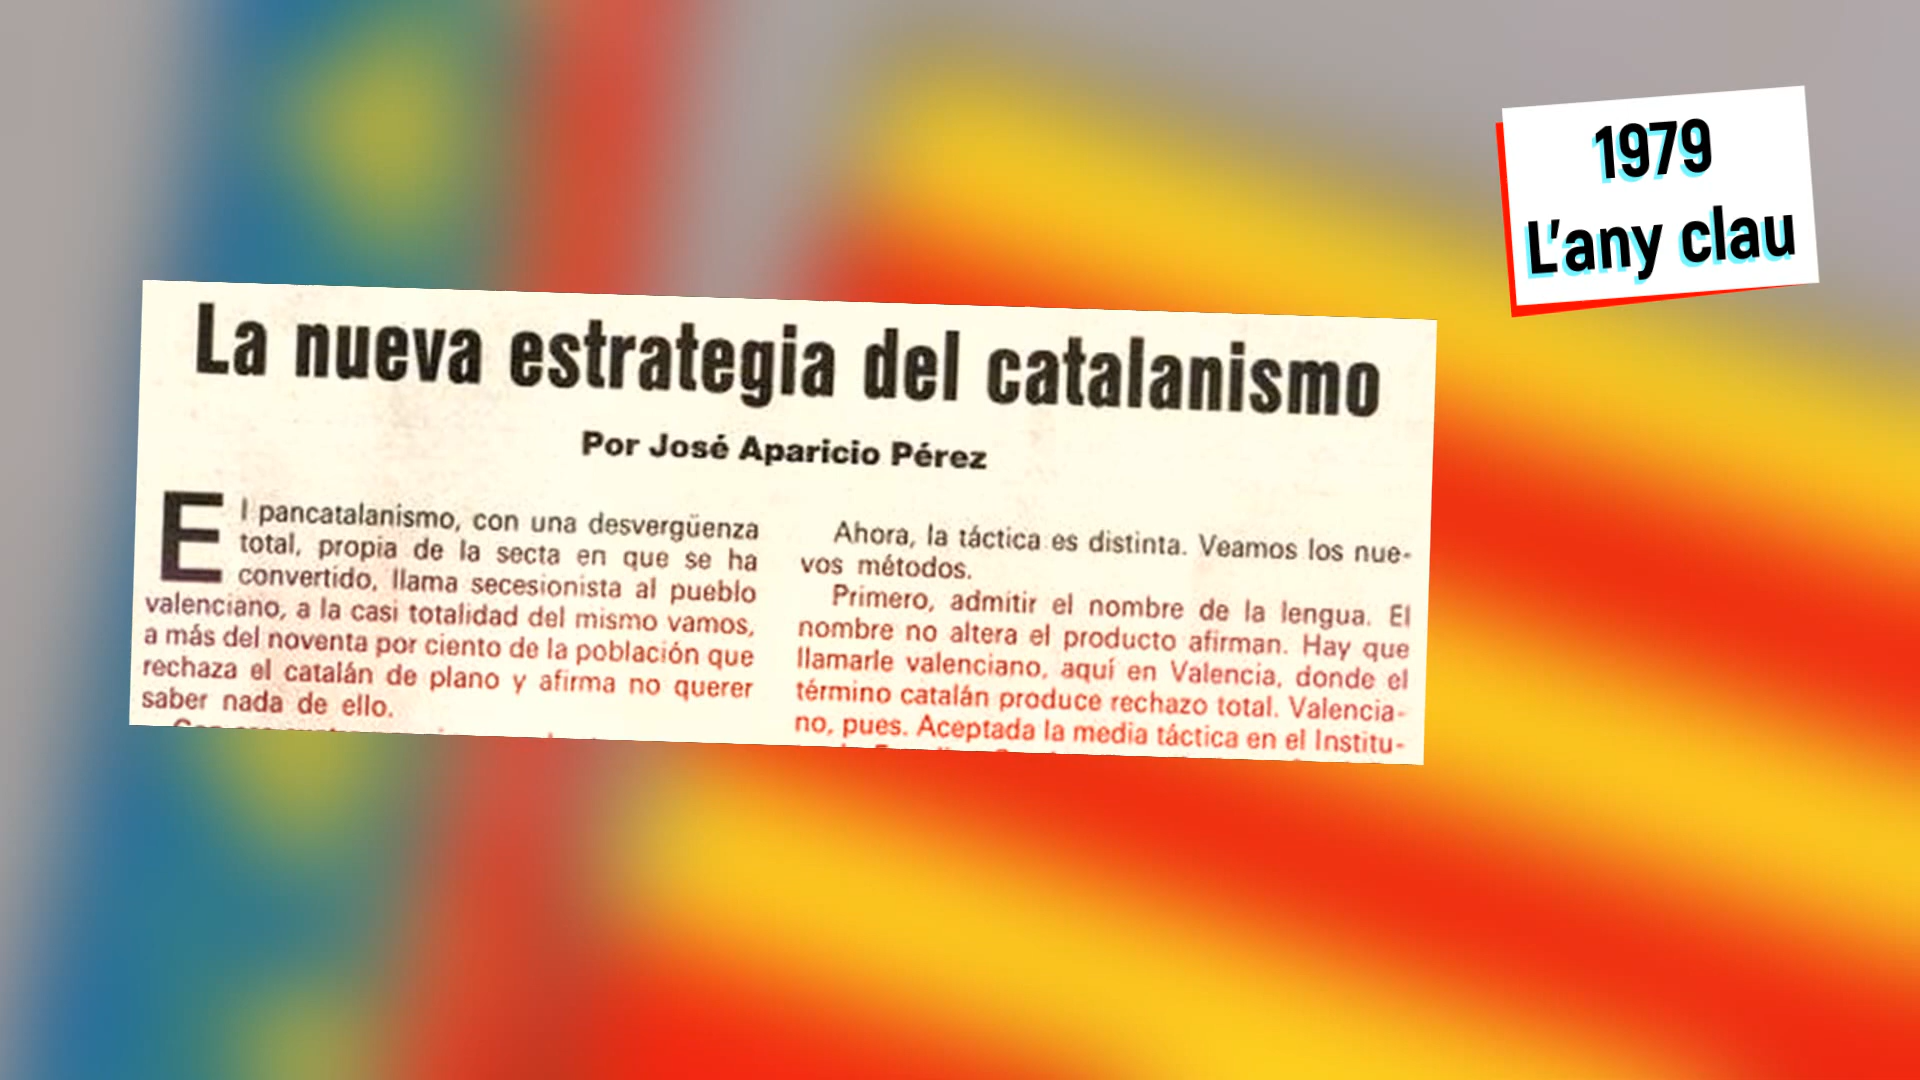 1979
L'any clau
La nueva estrategia del catalanismo
Por José Aparicio Pérez
El pancatalanismo, con una desvergüenza
total, propia de la secta en que se ha
convertido, llama secesionista al pueblo
valenciano, a la casi totalidad del mismo vamos,
a más del noventa por ciento de la población que
rechaza el catalán de plano y afirma no querer
saber nada de ello.
Ahora, la táctica es distinta. Veamos los nue-
vos métodos.
Primero, admitir el nombre de la lengua. El
nombre no altera el producto afirman. Hay que
llamarle valenciano, aquí en Valencia, donde el
término catalán produce rechazo total. Valencia-
no, pues. Aceptada la media táctica en el Institu-